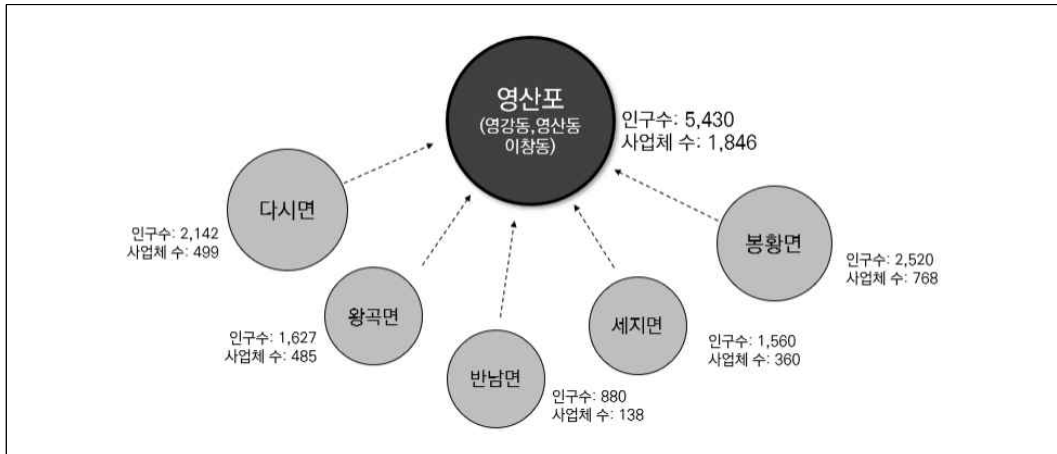 영산포
(영강동,영산동
이창동)
인구수: 5,430
사업체 수: 1,846
다시면
인구수: 2,142
사업체 수: 499
봉황면
인구수: 2,520
사업체 수: 768
왕곡면
인구수: 1,627
사업체 수: 485
세지면
인구수: 1,560
사업체 수: 360
반남면
인구수: 880
사업체 수: 138